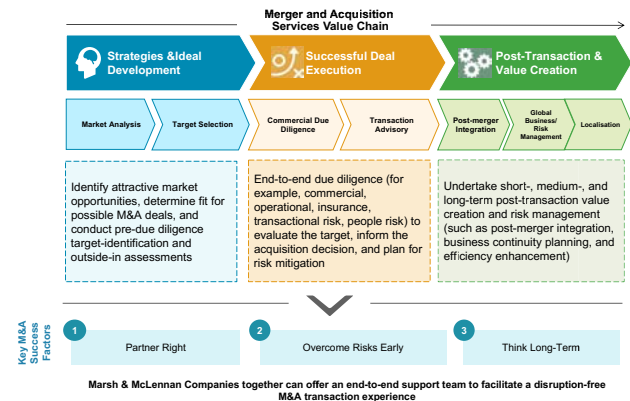 Merger and Acquisition
Services Value Chain
Strategies &Ideal
Development
Successful Deal
Execution
Post-Transaction &
Value Creation
Market Analysis
Target Selection
Commercial Due
Diligence
Transaction
Advisory
Post-merger
Integration
Global
Business/
Risk
Management
Localisation
Identify attractive market
opportunities, determine fit for
possible M&A deals, and
conduct pre-due diligence
target-identification and
outside-in assessments
End-to-end due diligence (for
example, commercial,
operational, insurance,
transactional risk, people risk) to
evaluate the target, inform the
acquisition decision, and plan for
risk mitigation
Undertake short-, medium-, and
long-term post-transaction value
creation and risk management
(such as post-merger integration,
business continuity planning, and
efficiency enhancement)
Key M&A
Success
Factors
1
Partner Right
2
Overcome Risks Early
3
Think Long-Term
Marsh & McLennan Companies together can offer an end-to-end support team to facilitate a disruption-free
M&A transaction experience